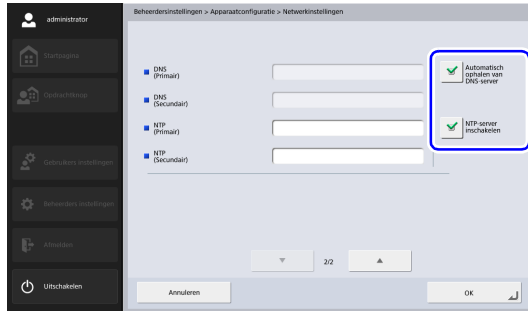 administrator
Beheerdersinstellingen > Apparaatconfiguratie > Netwerkinstellingen
Startpagina
Opdrachtknop
Gebruikers instellingen
Beheerders instellingen
Afmelden
Uitschakelen
DNS
(Primair)
DNS
(Secundair)
NTP
(Primair)
NTP
(Secundair)
Automatisch
ophalen van
DNS-server
NTP-server
inschakelen
2/2
Annuleren
OK